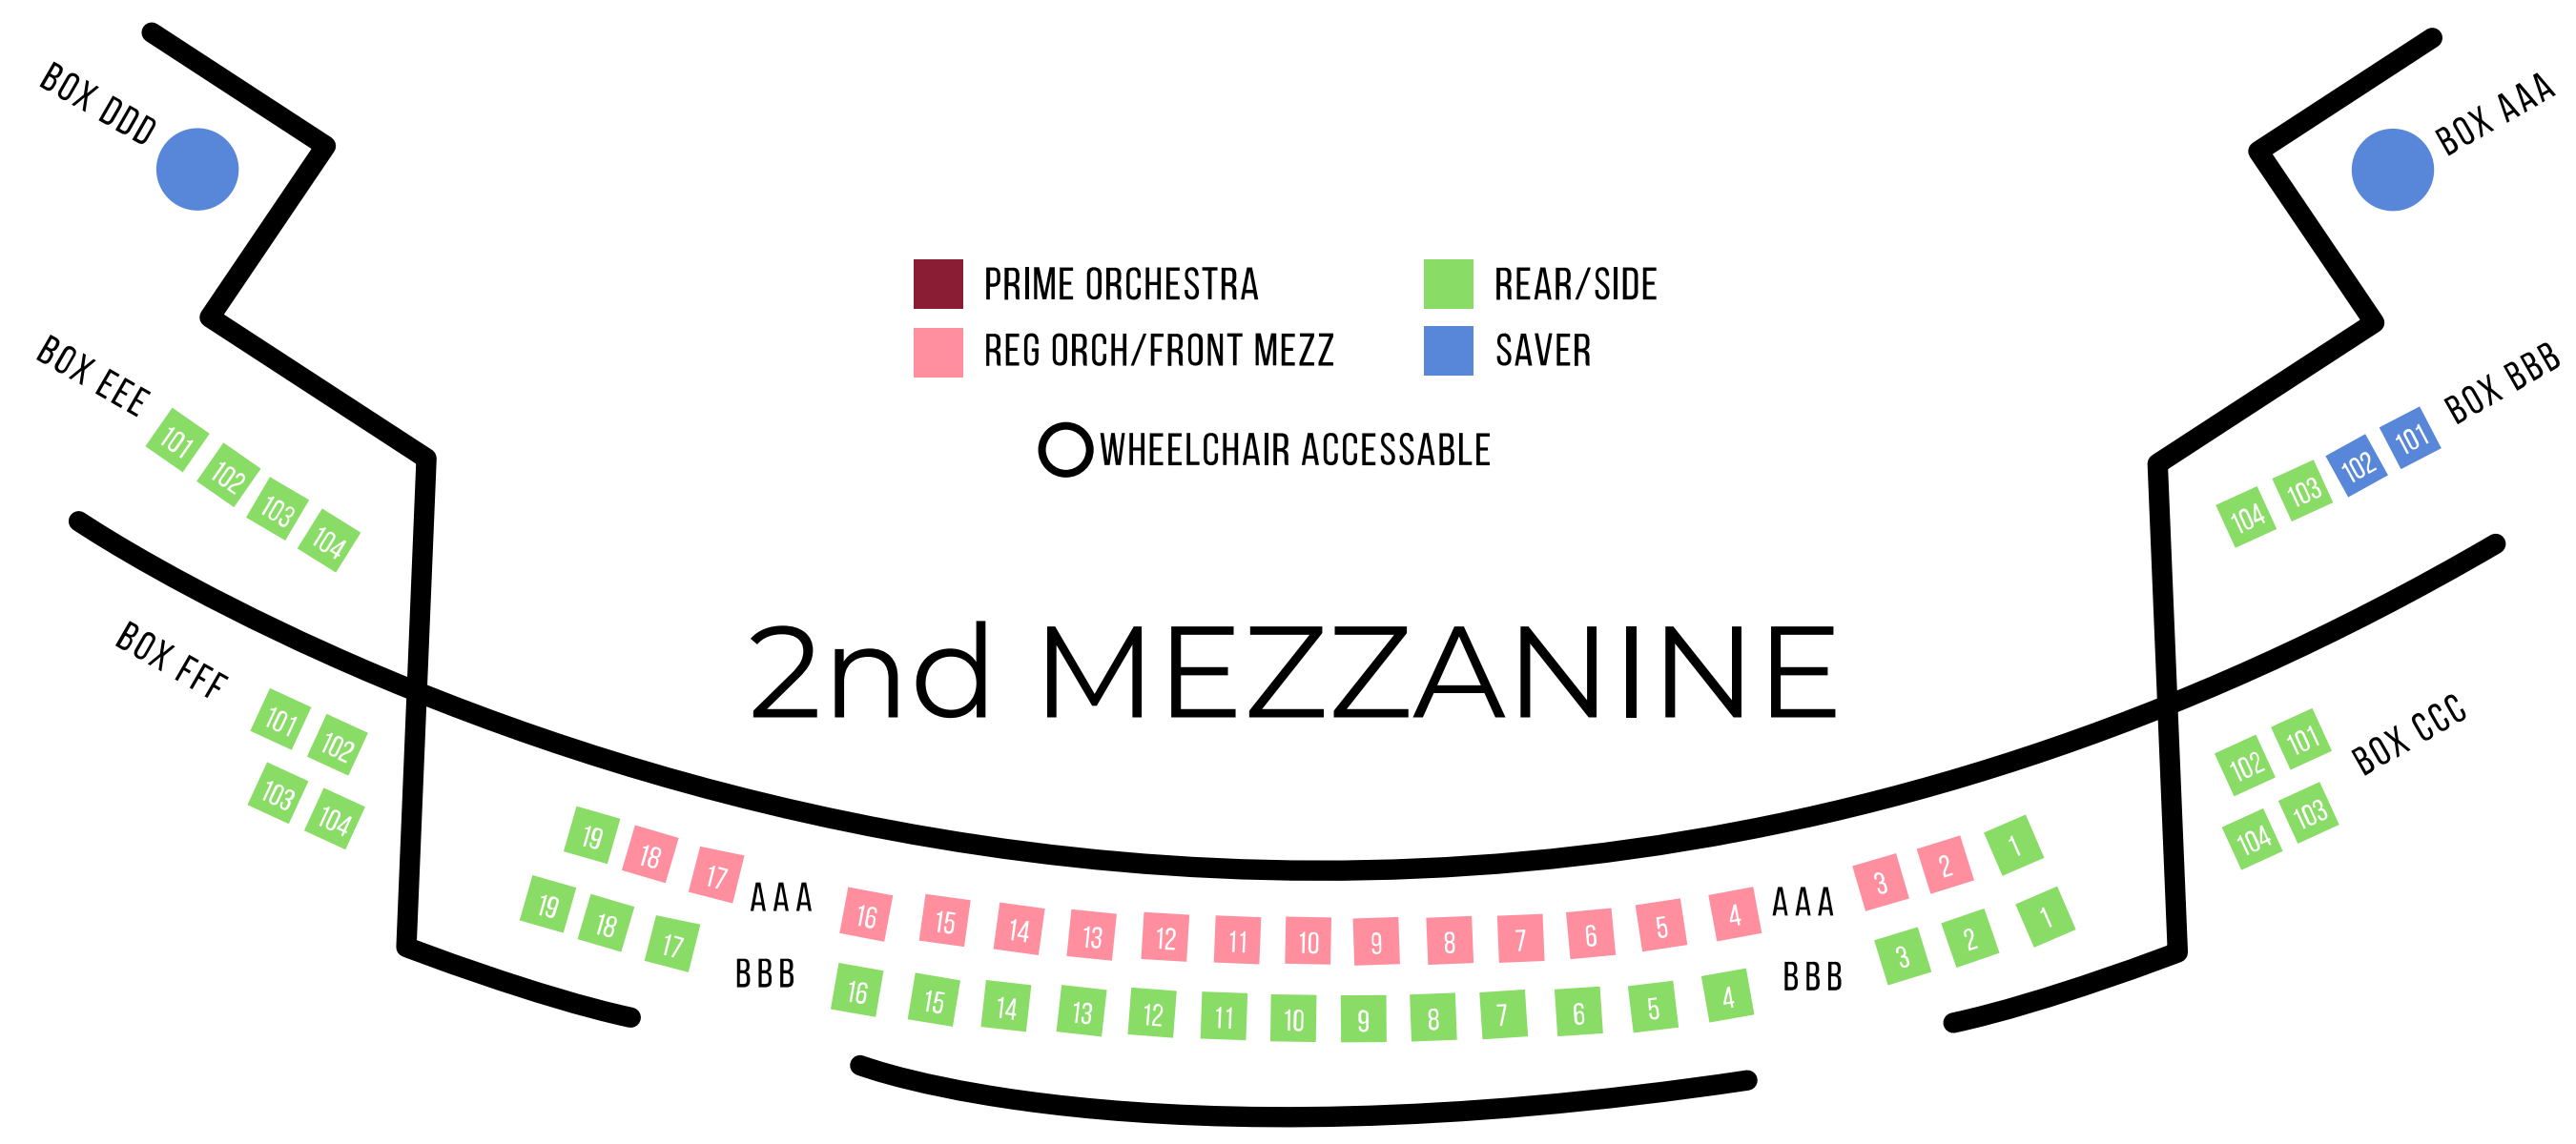 BOX DDD
BOX AAA
PRIME ORCHESTRA
REAR/SIDE
REG ORCH/FRONT MEZZ
SAVER
WHEELCHAIR ACCESSABLE
BOX EEE
101 102 103 104
BOX BBB
104 103 102 101
2nd MEZZANINE
BOX FFF
101 102
103 104
BOX CCC
102 101
104 103
19 18 17 AAA 16 15 14 13 12 11 10 9 8 7 6 5 4 AAA 3 2 1
19 18 17 BBB 16 15 14 13 12 11 10 9 8 7 6 5 4 BBB 3 2 1